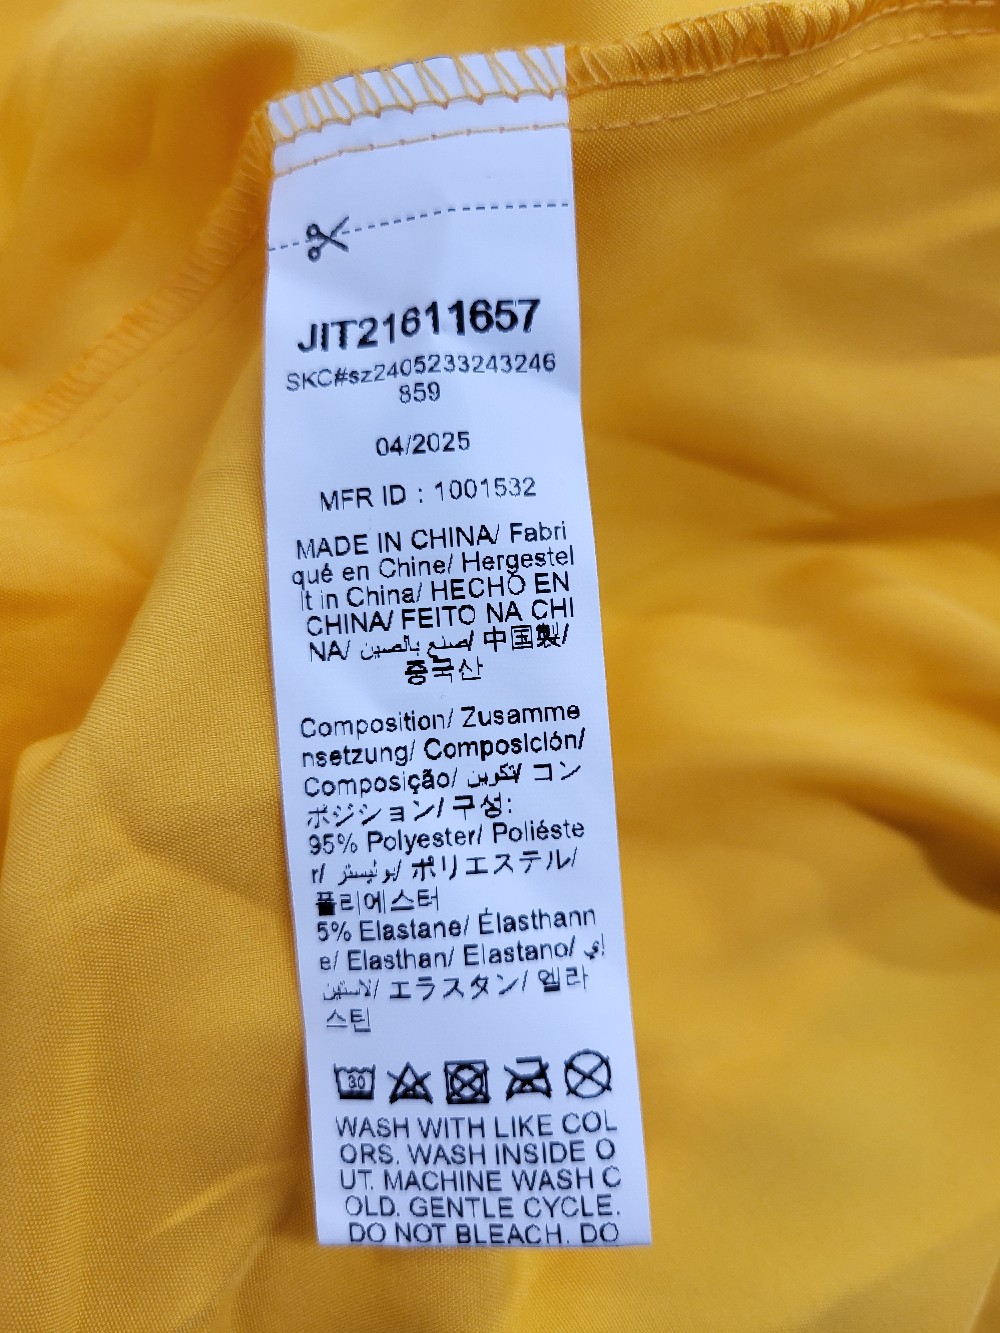 JIT21611657
SKC#sz2405233243246
859
04/2025
MFR ID : 1001532
MADE IN CHINA/ Fabri
qué en Chine/ Hergestel
lt in China/ HECHO EN
CHINA/ FEITO NA CHI
NA/ صنع بالصين/ 中国製/
중국산
Composition/ Zusamme
nsetzung/ Composición/
Composição/ تكوين/ コン
ポジション/ 구성:
95% Polyester/ Polièste
r/ بوليستر/ ポリエステル/
폴리에스터
5% Elastane/ Élasthann
e/ Elasthan/ Elastano/ إي
لاستين/ エラスタン/ 엘라
스틴
30
WASH WITH LIKE COL
ORS. WASH INSIDE O
UT. MACHINE WASH C
OLD. GENTLE CYCLE.
DO NOT BLEACH. DO